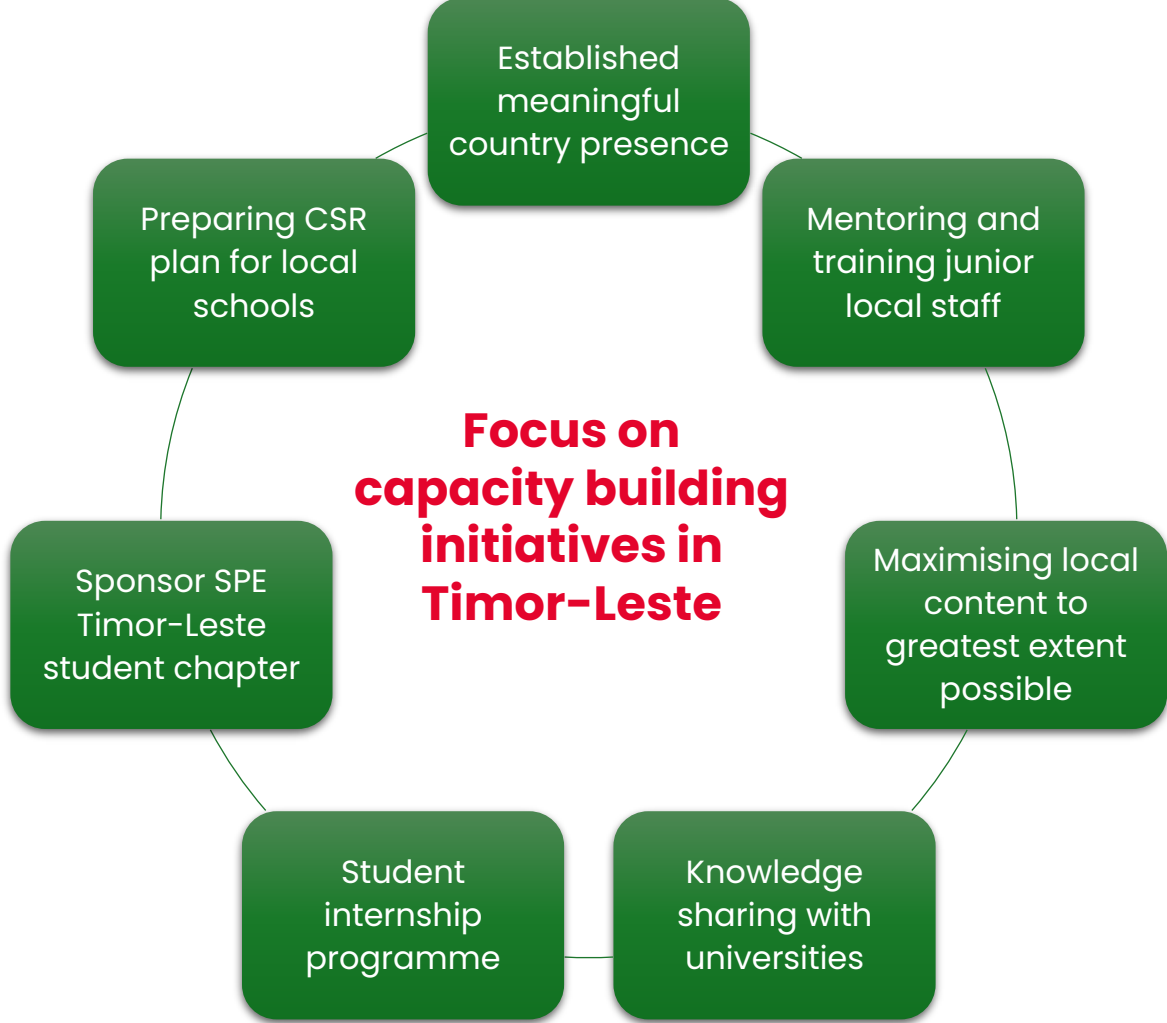 Established
meaningful
country presence
Mentoring and
training junior
local staff
Maximising local
content to
greatest extent
possible
Knowledge
sharing with
universities
Student
internship
programme
Sponsor SPE
Timor-Leste
student chapter
Preparing CSR
plan for local
schools
Focus on
capacity building
initiatives in
Timor-Leste